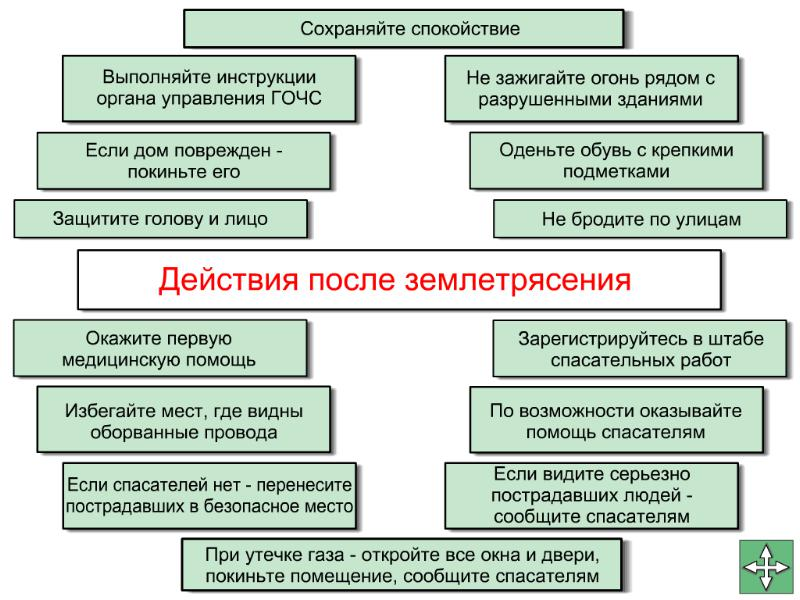 Сохраняйте спокойствие
Выполняйте инструкции
органа управления ГОЧС
Не зажигайте огонь рядом с
разрушенными зданиями
Если дом поврежден -
покиньте его
Оденьте обувь с крепкими
подметками
Защитите голову и лицо
Не бродите по улицам
Действия после землетрясения
Окажите первую
медицинскую помощь
Зарегистрируйтесь в штабе
спасательных работ
Избегайте мест, где видны
оборванные провода
По возможности оказывайте
помощь спасателям
Если спасателей нет - перенесите
пострадавших в безопасное место
Если видите серьезно
пострадавших людей -
сообщите спасателям
При утечке газа - откройте все окна и двери,
покиньте помещение, сообщите спасателям